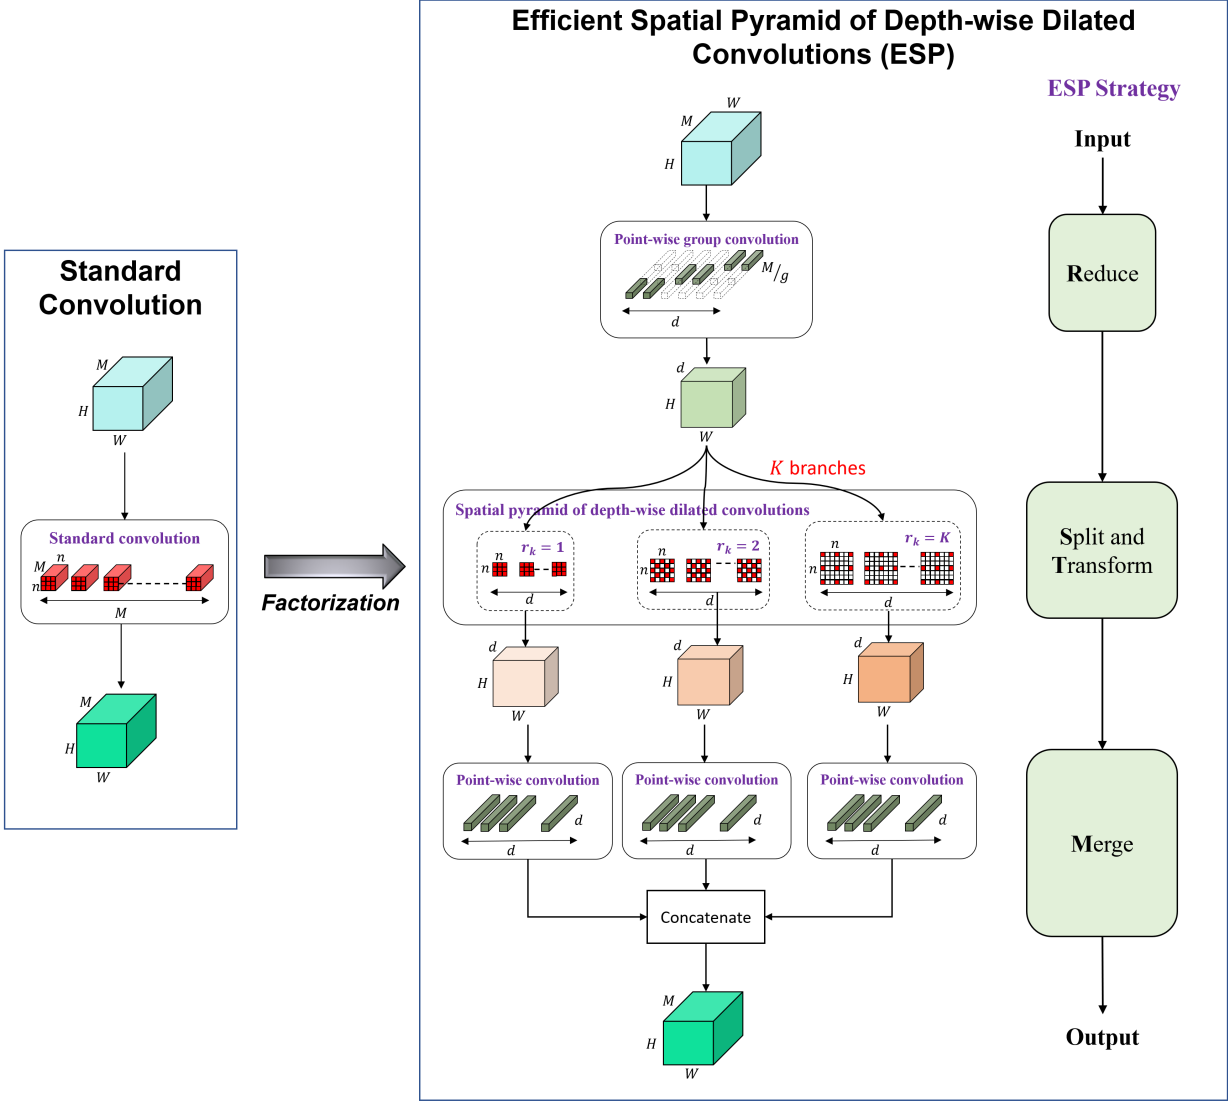 Standard
Convolution
M
H
W
Standard convolution
n
M
n
M
M
H
W
Factorization
Efficient Spatial Pyramid of Depth-wise Dilated
Convolutions (ESP)
W
M
H
Point-wise group convolution
M/g
d
d
H
W
K branches
Spatial pyramid of depth-wise dilated convolutions
r_k = 1
n
n
d
r_k = 2
n
n
d
r_k = K
n
n
d
d
H
W
d
H
W
d
H
W
Point-wise convolution
d
d
Point-wise convolution
d
d
Point-wise convolution
d
d
Concatenate
M
H
W
ESP Strategy
Input
Reduce
Split and
Transform
Merge
Output